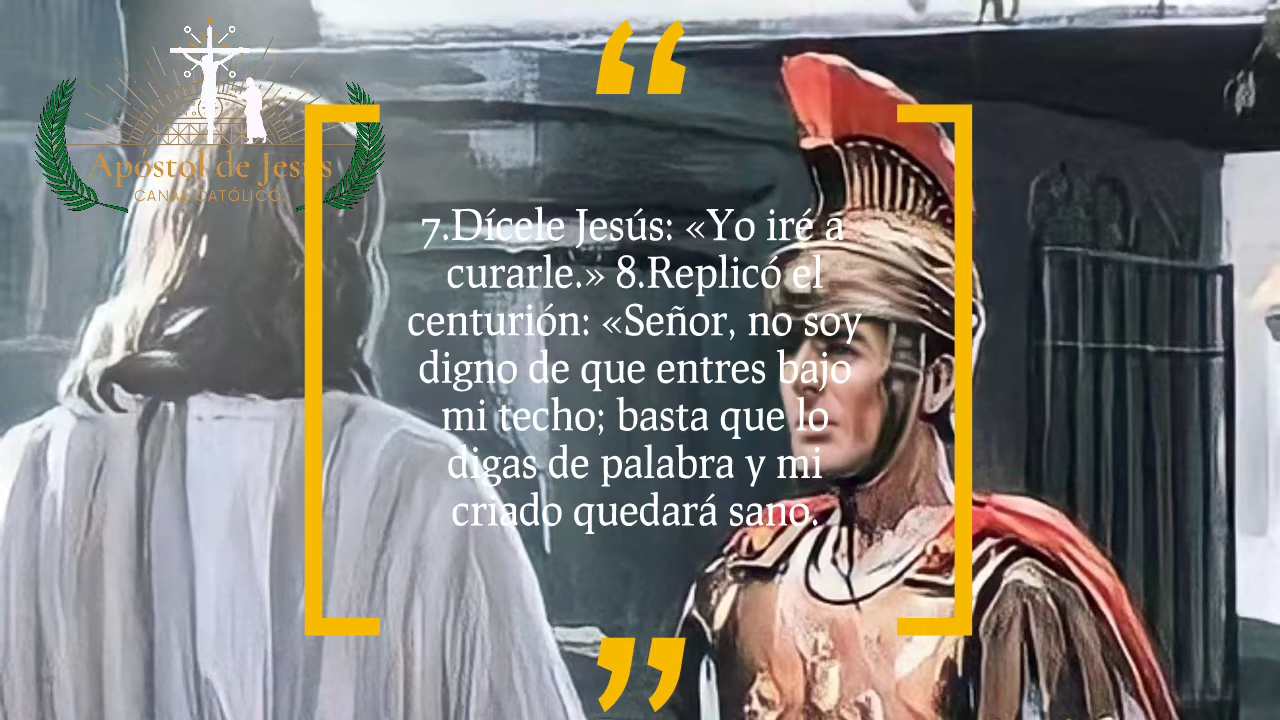 Apóstol de Jesús
CANAL CATÓLICO
“
7.Dícele Jesús: «Yo iré a
curarle.» 8.Replicó el
centurión: «Señor, no soy
digno de que entres bajo
mi techo; basta que lo
digas de palabra y mi
criado quedará sano.
”